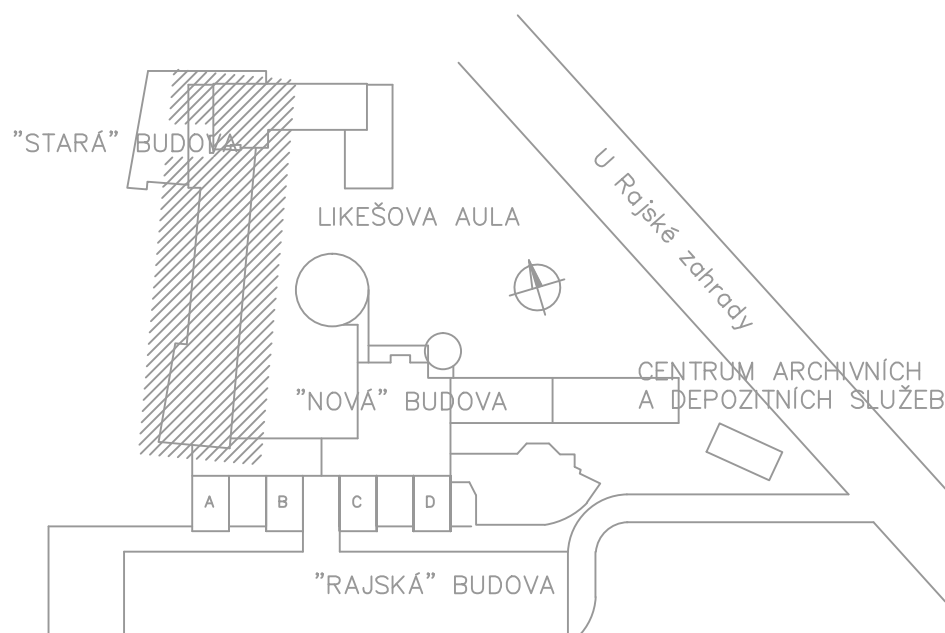 "STARÁ" BUDOVA
U Rajské zahrady
LIKEŠOVA AULA
CENTRUM ARCHIVNÍCH
A DEPOZITNÍCH SLUŽEB
"NOVÁ" BUDOVA
A B C D
"RAJSKÁ" BUDOVA